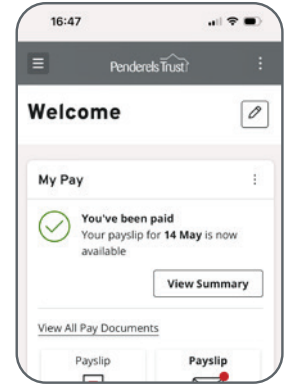 16:47
Penderels Trust
Welcome
My Pay
You've been paid
Your payslip for 14 May is now
available
View Summary
View All Pay Documents
Payslip
Payslip